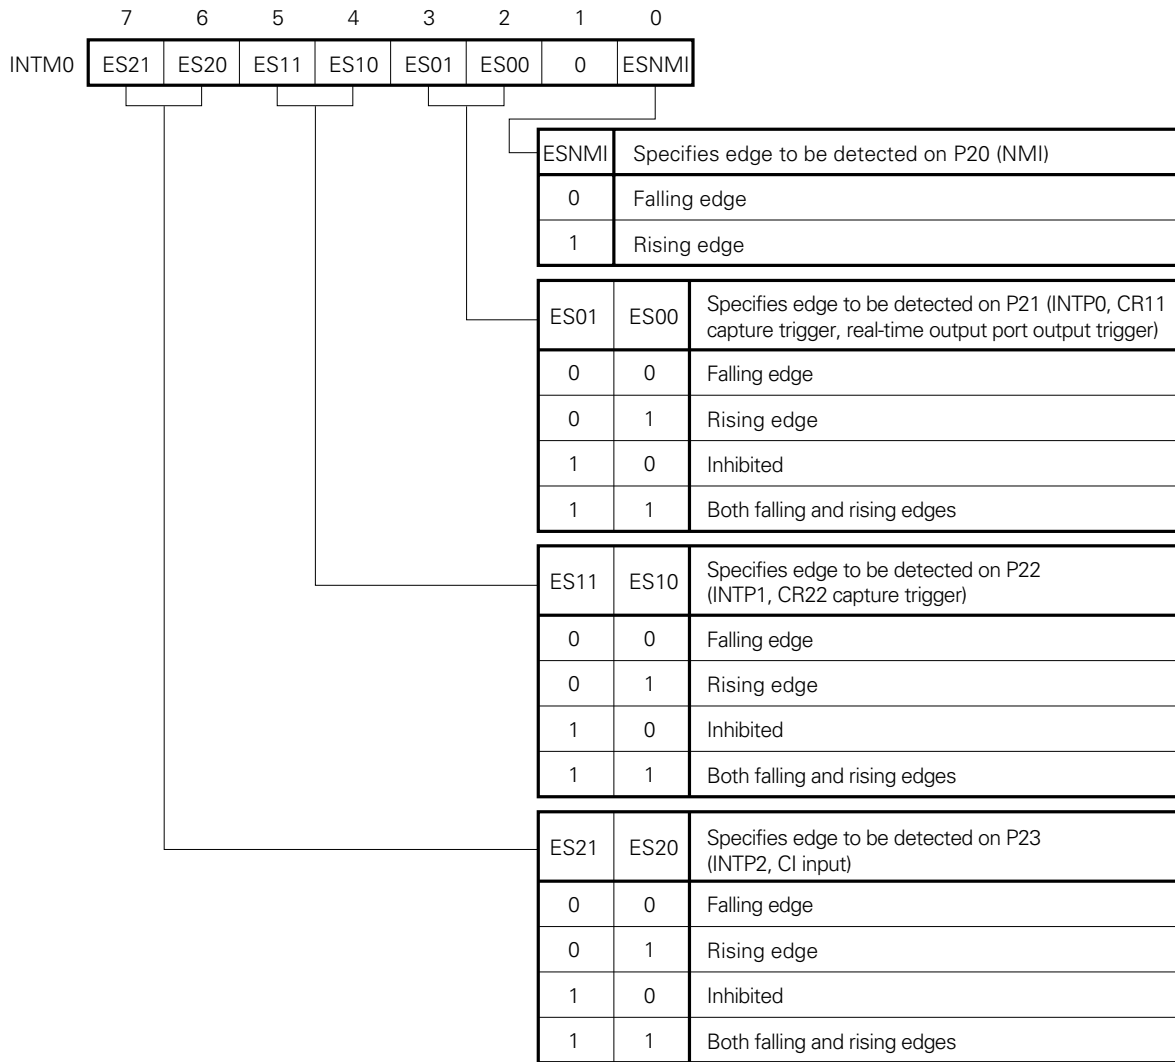 7 6 5 4 3 2 1 0
INTM0 ES21 ES20 ES11 ES10 ES01 ES00 0 ESNMI
ESNMI Specifies edge to be detected on P20 (NMI)
0 Falling edge
1 Rising edge
ES01 ES00 Specifies edge to be detected on P21 (INTP0, CR11
capture trigger, real-time output port output trigger)
0 0 Falling edge
0 1 Rising edge
1 0 Inhibited
1 1 Both falling and rising edges
ES11 ES10 Specifies edge to be detected on P22
(INTP1, CR22 capture trigger)
0 0 Falling edge
0 1 Rising edge
1 0 Inhibited
1 1 Both falling and rising edges
ES21 ES20 Specifies edge to be detected on P23
(INTP2, CI input)
0 0 Falling edge
0 1 Rising edge
1 0 Inhibited
1 1 Both falling and rising edges